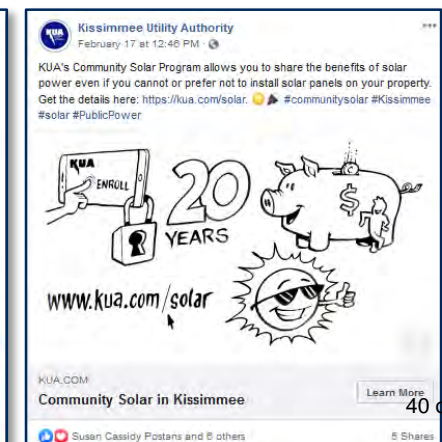 KUA
Kissimmee Utility Authority
February 17 at 12:46 PM ·
KUA's Community Solar Program allows you to share the benefits of solar
power even if you cannot or prefer not to install solar panels on your property.
Get the details here: https://kua.com/solar. #communitysolar #Kissimmee
#solar #PublicPower
KUA
ENROLL
20
YEARS
$
www.kua.com/solar
KUA.COM
Community Solar in Kissimmee
Learn More
40 o
Susan Cassidy Postans and 6 others
5 Shares